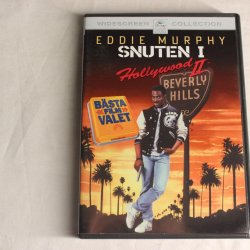 WIDESCREEN COLLECTION
EDDIE MURPHY
SNUTEN I
Hollywood II
BEVERLY
HILLS
BÄSTA
FILM
VALET